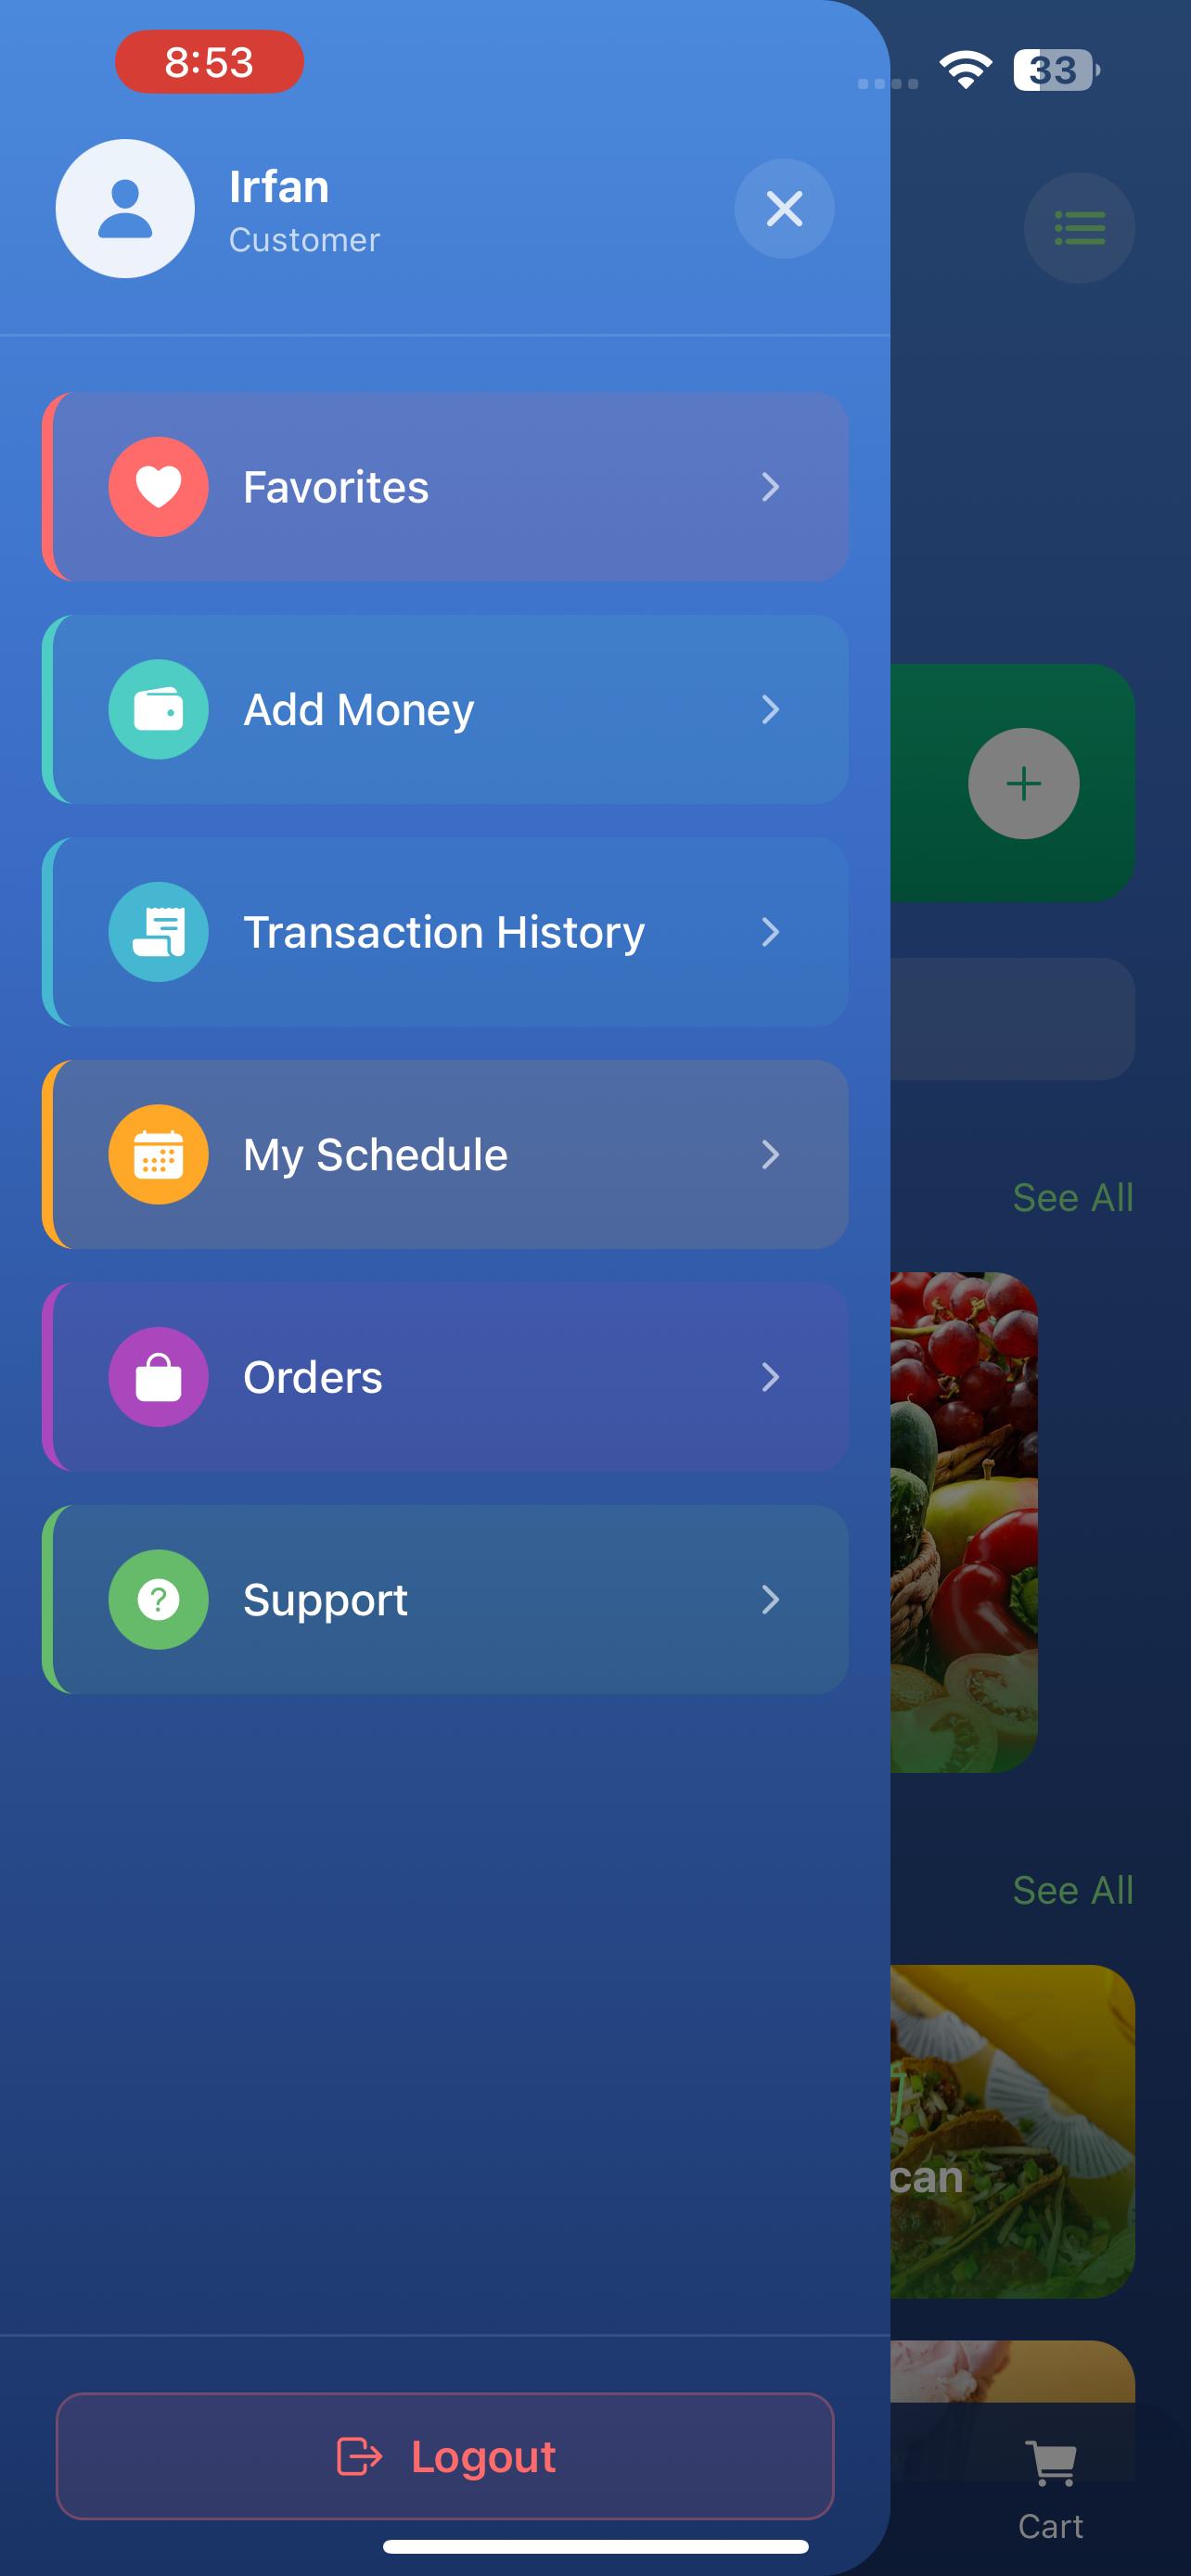 8:53
33
Irfan
Customer
Favorites
Add Money
Transaction History
My Schedule
See All
Orders
Support
See All
can
Logout
Cart